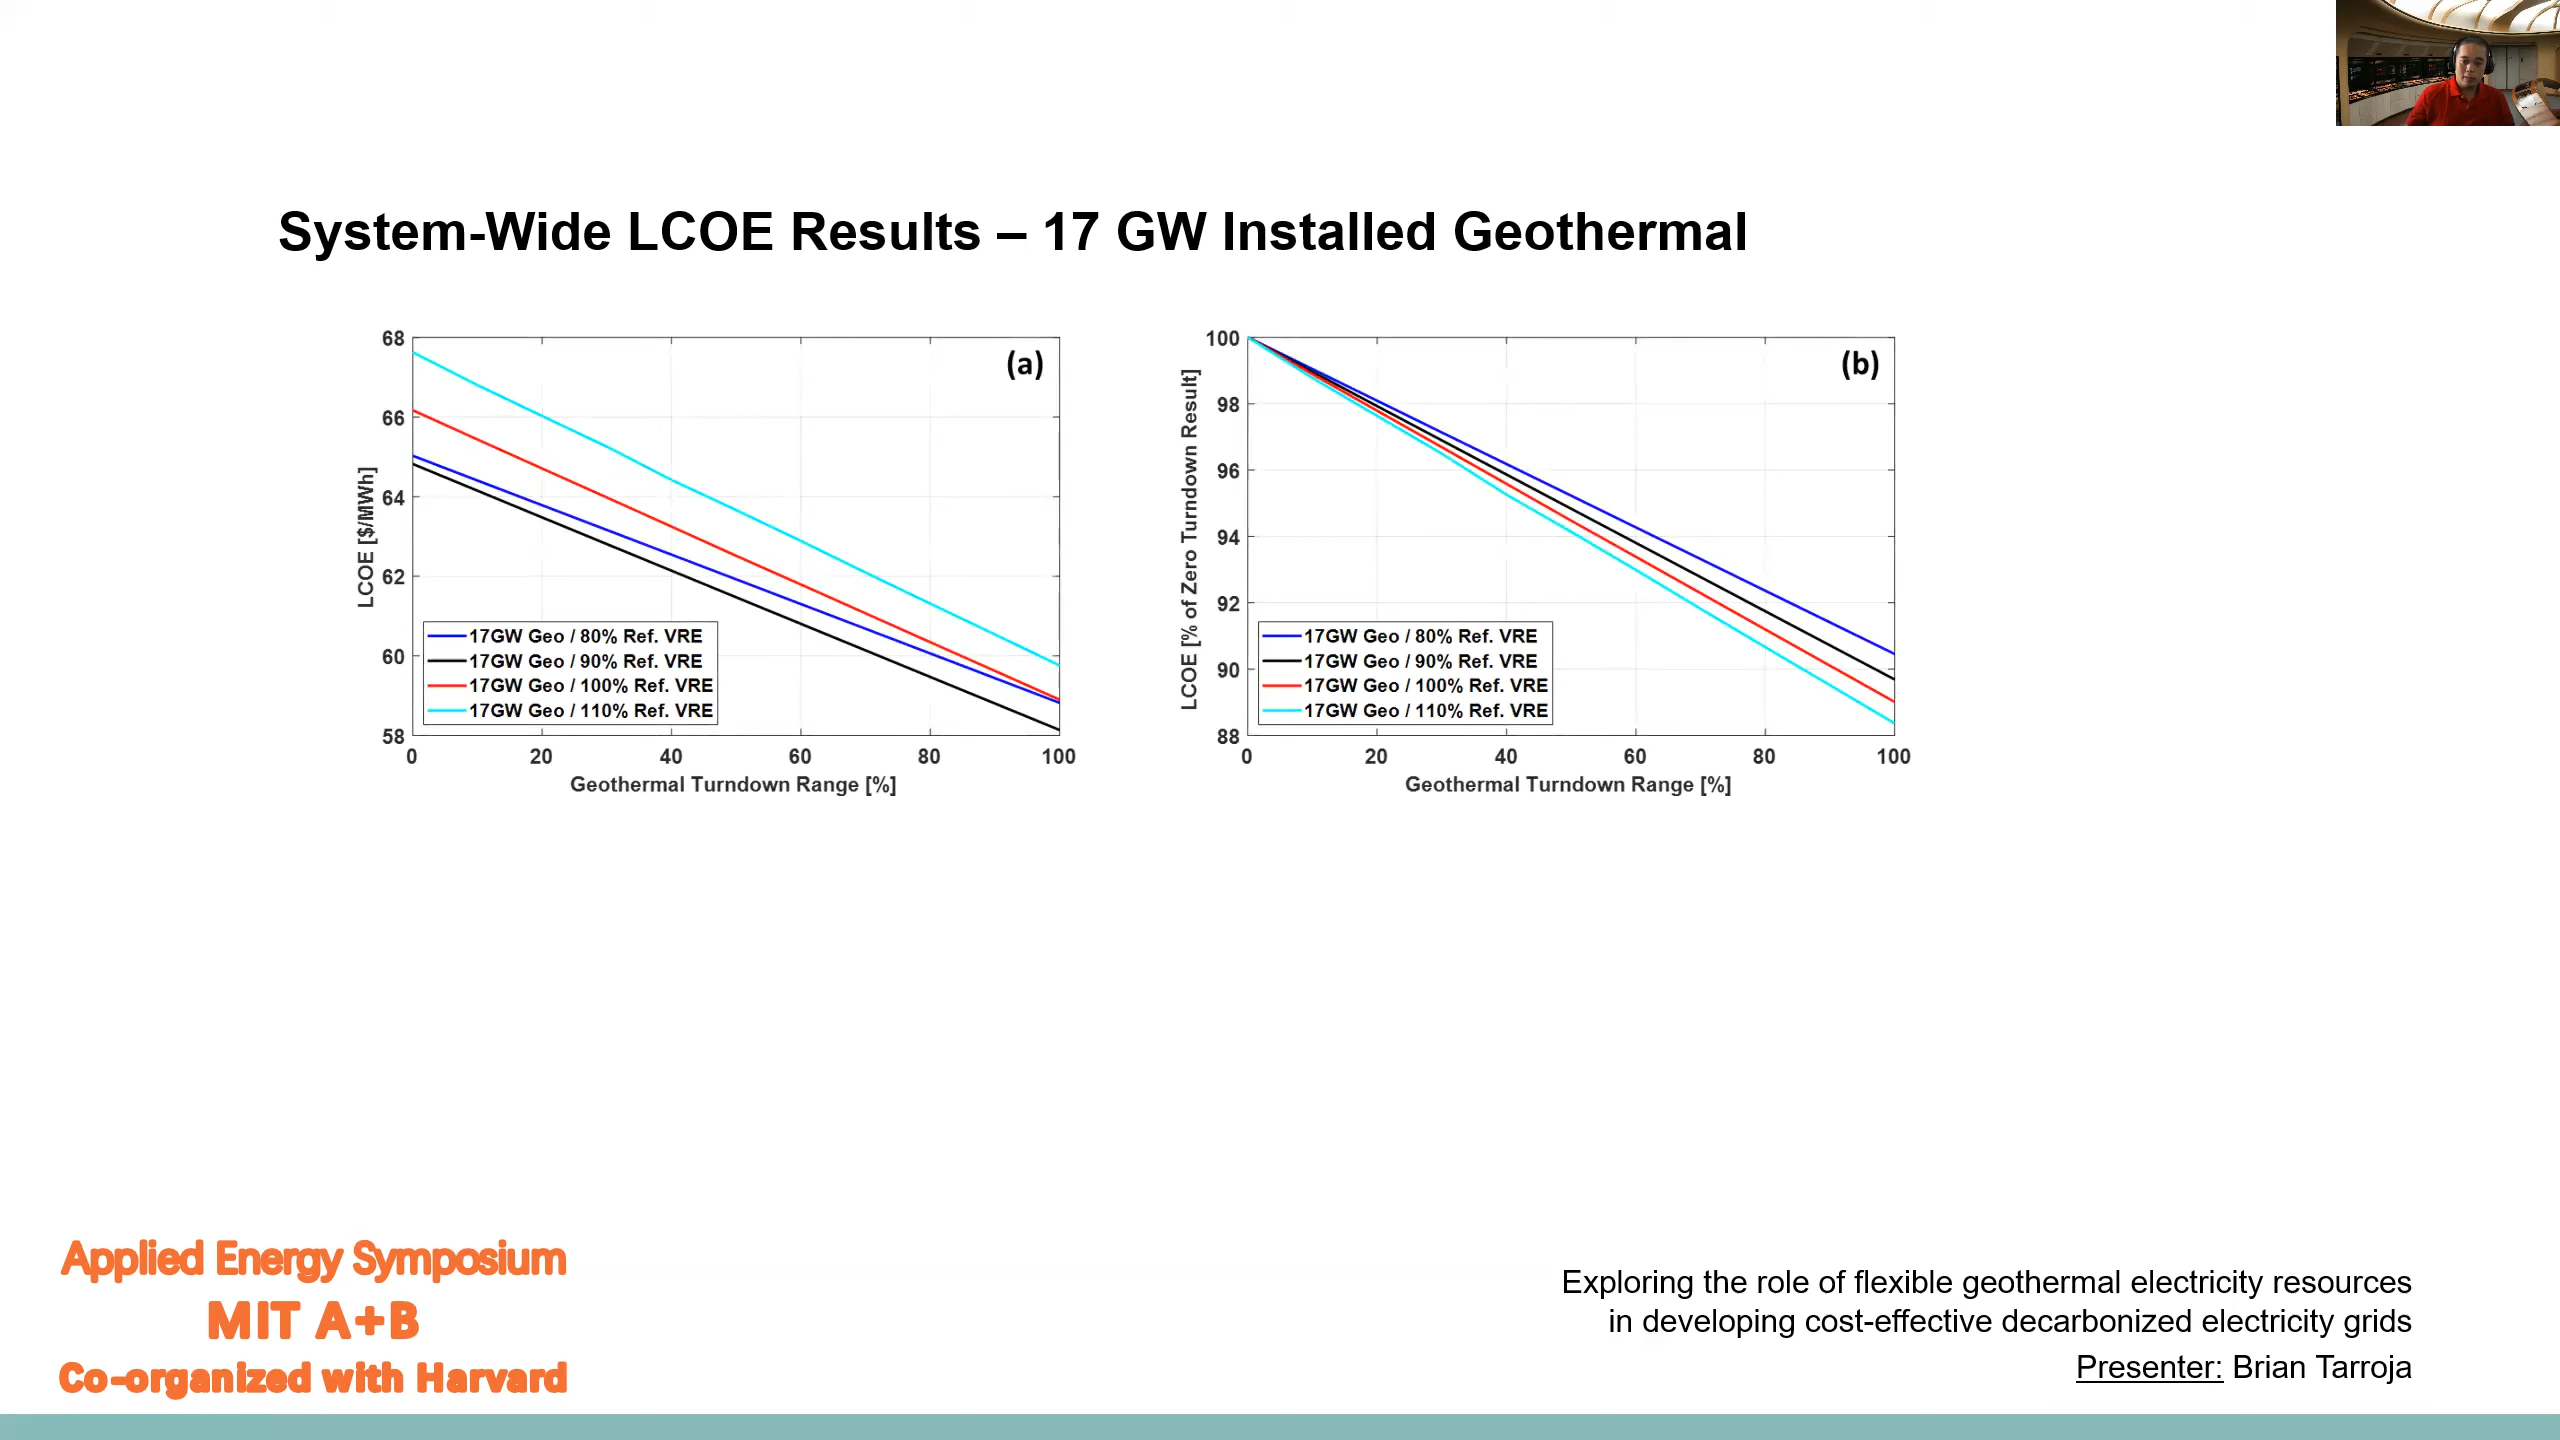 System-Wide LCOE Results – 17 GW Installed Geothermal
(a)
68
66
64
62
60
58
LCOE [$/MWh]
17GW Geo / 80% Ref. VRE
17GW Geo / 90% Ref. VRE
17GW Geo / 100% Ref. VRE
17GW Geo / 110% Ref. VRE
0 20 40 60 80 100
Geothermal Turndown Range [%]
(b)
100
98
96
94
92
90
88
LCOE [% of Zero Turndown Result]
17GW Geo / 80% Ref. VRE
17GW Geo / 90% Ref. VRE
17GW Geo / 100% Ref. VRE
17GW Geo / 110% Ref. VRE
0 20 40 60 80 100
Geothermal Turndown Range [%]
Applied Energy Symposium
MIT A+B
Co-organized with Harvard
Exploring the role of flexible geothermal electricity resources
in developing cost-effective decarbonized electricity grids
Presenter: Brian Tarroja